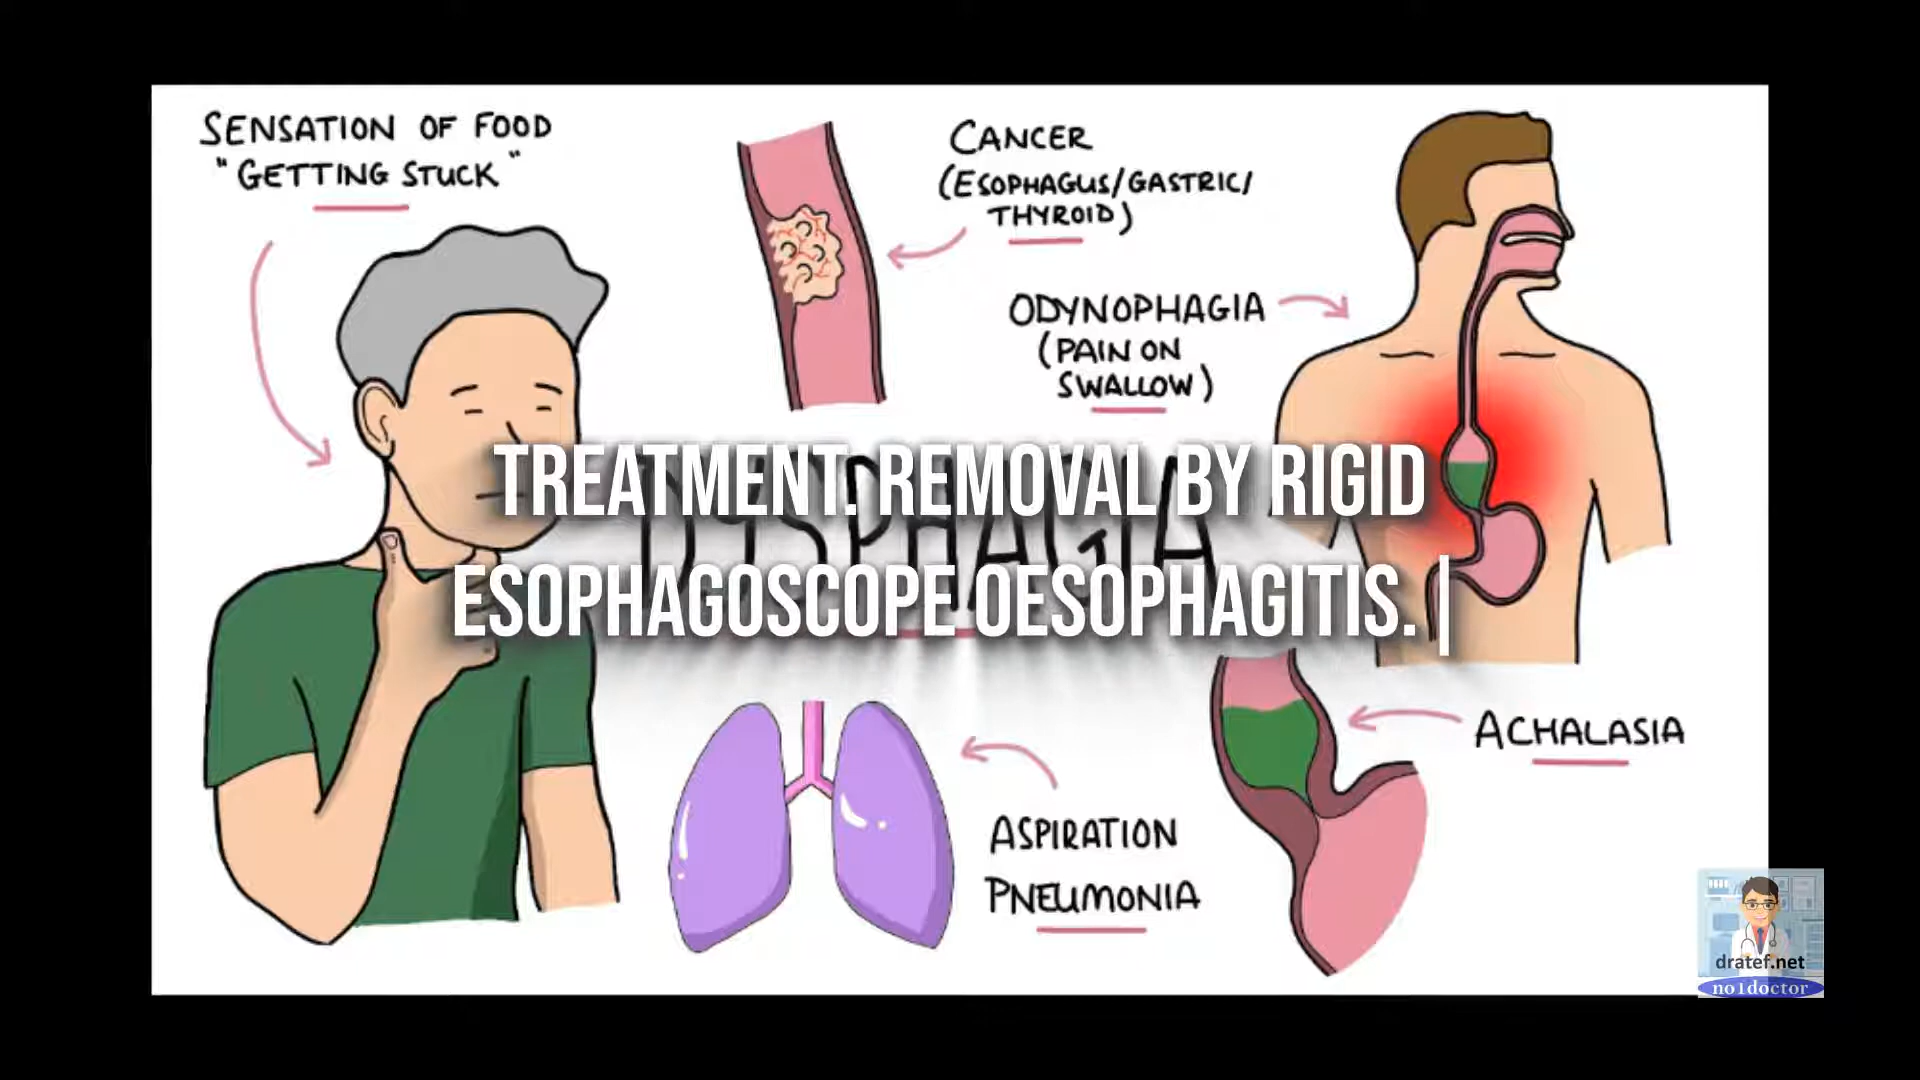 SENSATION OF FOOD
"GETTING STUCK"
CANCER
(ESOPHAGUS/GASTRIC/
THYROID)
ODYNOPHAGIA
(PAIN ON
SWALLOW)
TREATMENT. REMOVAL BY RIGID
ESOPHAGOSCOPE OESOPHAGITIS. |
DYSPHAGIA
ACHALASIA
ASPIRATION
PNEUMONIA
dratef.net
no1doctor